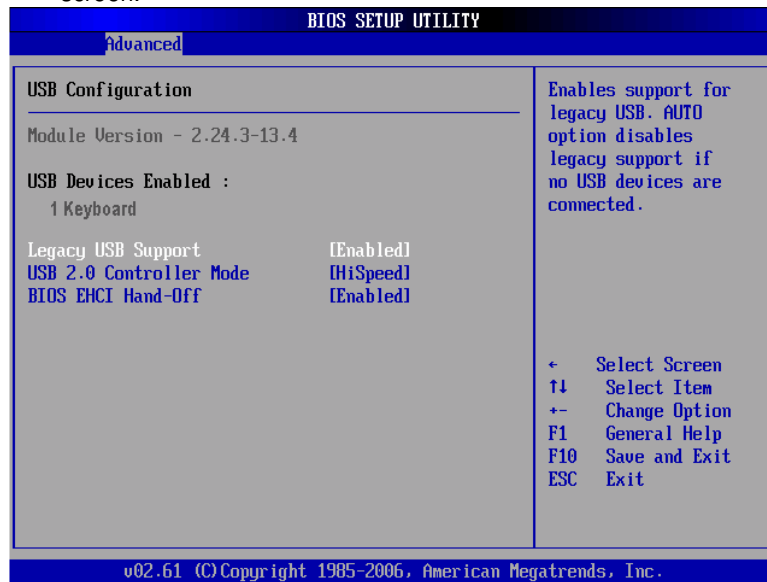 screen.
BIOS SETUP UTILITY
Advanced
USB Configuration
Module Version - 2.24.3-13.4
USB Devices Enabled :
1 Keyboard
Legacy USB Support [Enabled]
USB 2.0 Controller Mode [HiSpeed]
BIOS EHCI Hand-Off [Enabled]
Enables support for
legacy USB. AUTO
option disables
legacy support if
no USB devices are
connected.
← Select Screen
↑↓ Select Item
+- Change Option
F1 General Help
F10 Save and Exit
ESC Exit
v02.61 (C)Copyright 1985-2006, American Megatrends, Inc.